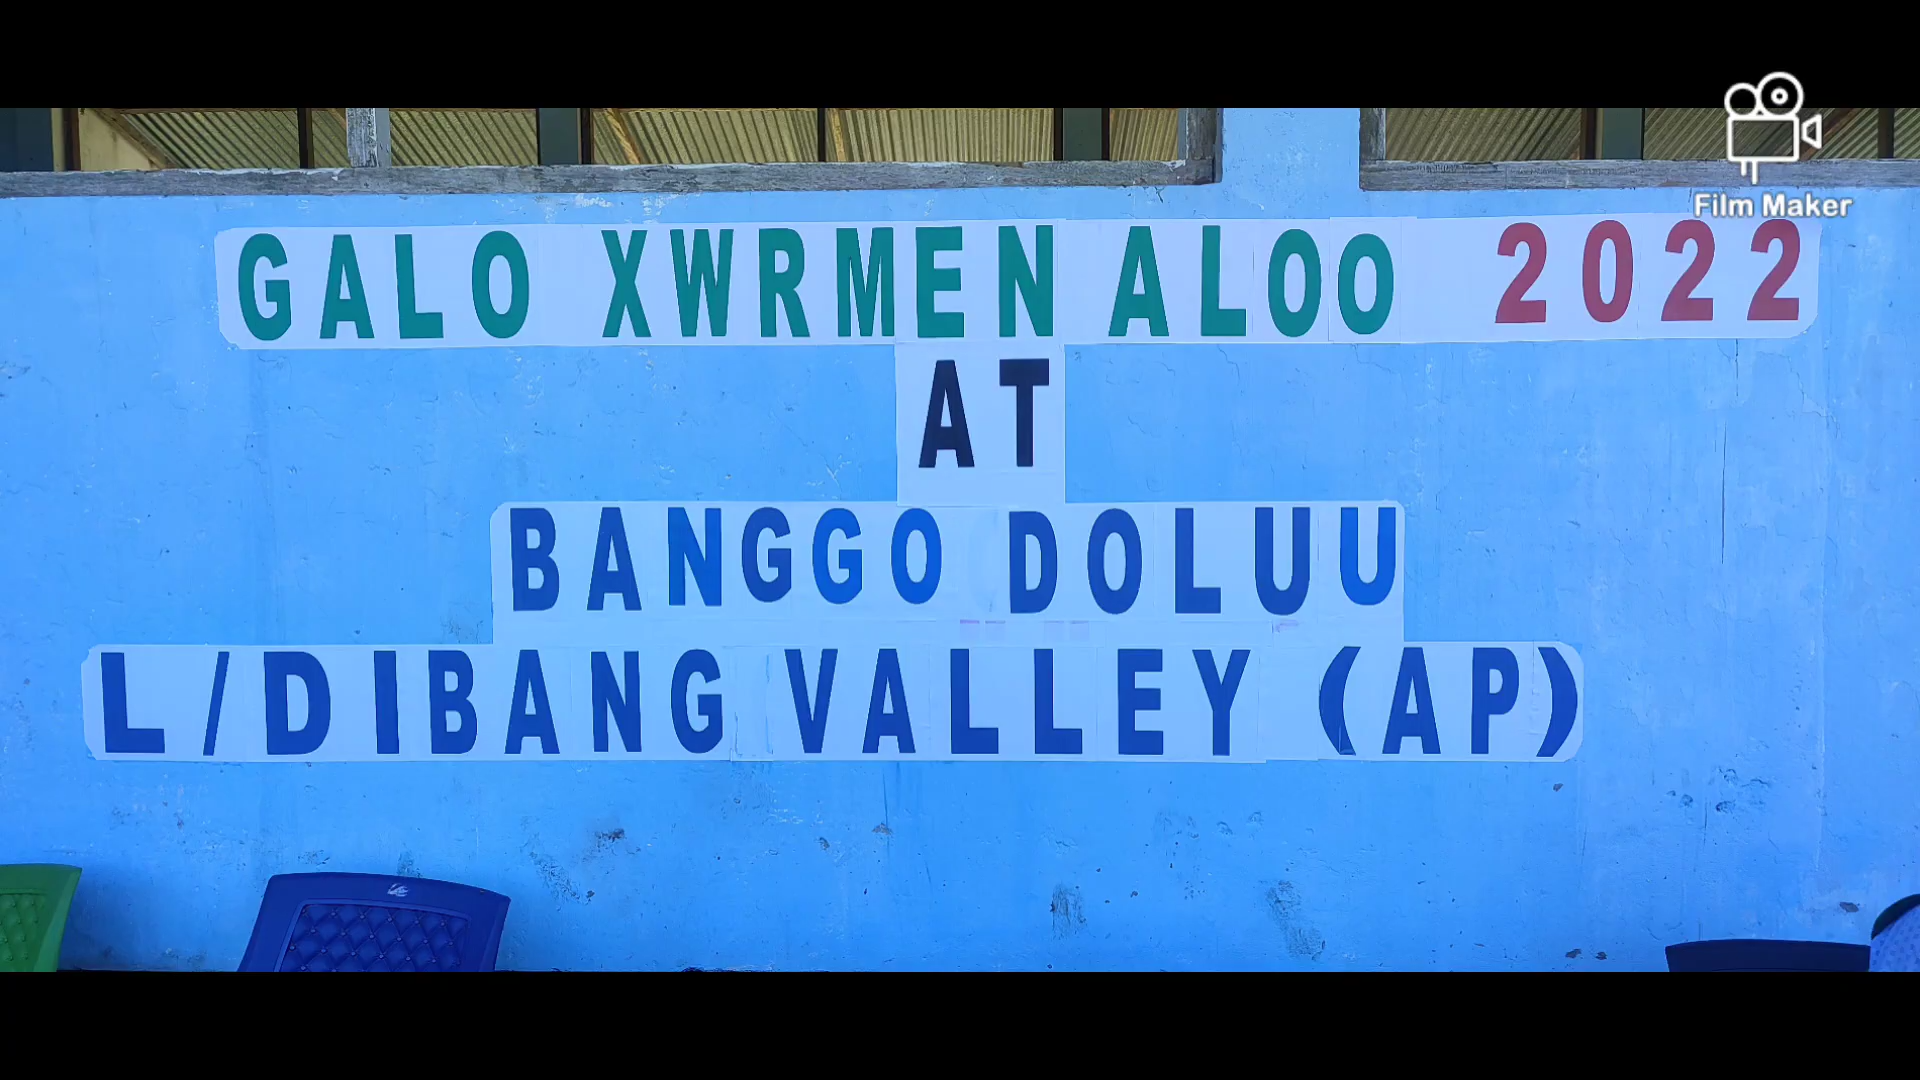 Film Maker
GALO XWRMEN ALOO 2022
AT
BANGGO DOLUU
L/DIBANG VALLEY (AP)